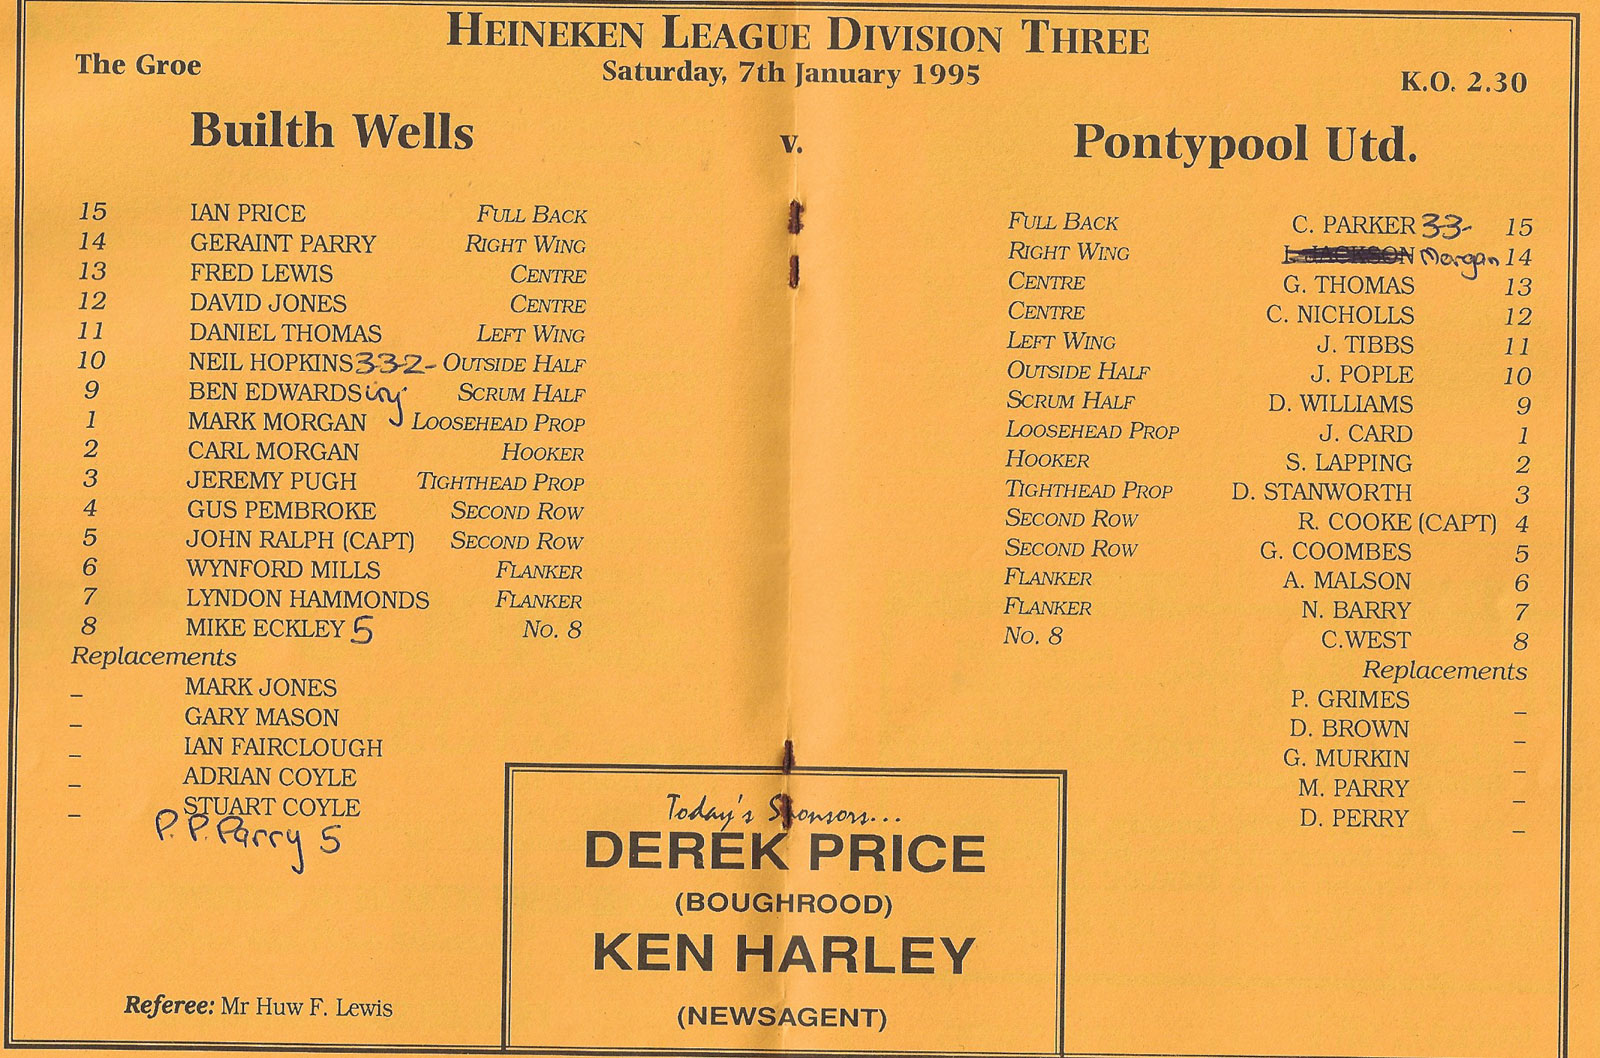 HEINEKEN LEAGUE DIVISION THREE
The Groe
Saturday, 7th January 1995
K.O. 2.30
Builth Wells
v.
Pontypool Utd.
15 IAN PRICE FULL BACK
14 GERAINT PARRY RIGHT WING
13 FRED LEWIS CENTRE
12 DAVID JONES CENTRE
11 DANIEL THOMAS LEFT WING
10 NEIL HOPKINS 332- OUTSIDE HALF
9 BEN EDWARDS inj SCRUM HALF
1 MARK MORGAN LOOSEHEAD PROP
2 CARL MORGAN HOOKER
3 JEREMY PUGH TIGHTHEAD PROP
4 GUS PEMBROKE SECOND ROW
5 JOHN RALPH (CAPT) SECOND ROW
6 WYNFORD MILLS FLANKER
7 LYNDON HAMMONDS FLANKER
8 MIKE ECKLEY 5 NO. 8
Replacements
– MARK JONES
– GARY MASON
– IAN FAIRCLOUGH
– ADRIAN COYLE
– STUART COYLE
P. P. Parry 5
Referee: Mr Huw F. Lewis
FULL BACK C. PARKER 33- 15
RIGHT WING I. JACKSON Morgan 14
CENTRE G. THOMAS 13
CENTRE C. NICHOLLS 12
LEFT WING J. TIBBS 11
OUTSIDE HALF J. POPLE 10
SCRUM HALF D. WILLIAMS 9
LOOSEHEAD PROP J. CARD 1
HOOKER S. LAPPING 2
TIGHTHEAD PROP D. STANWORTH 3
SECOND ROW R. COOKE (CAPT) 4
SECOND ROW G. COOMBES 5
FLANKER A. MALSON 6
FLANKER N. BARRY 7
NO. 8 C.WEST 8
Replacements
P. GRIMES –
D. BROWN –
G. MURKIN –
M. PARRY –
D. PERRY –
Today's Sponsors...
DEREK PRICE
(BOUGHROOD)
KEN HARLEY
(NEWSAGENT)